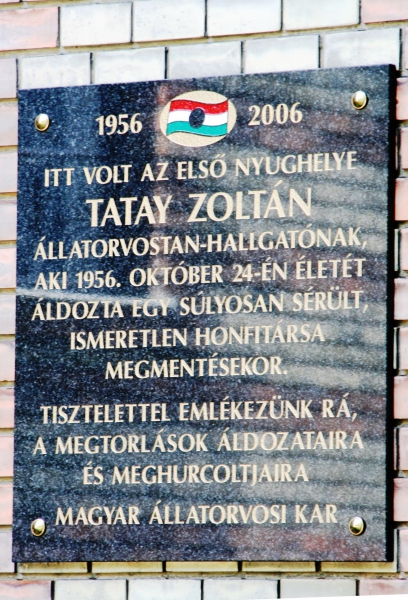 1956 2006
ITT VOLT AZ ELSŐ NYUGHELYE
TATAY ZOLTÁN
ÁLLATORVOSTAN-HALLGATÓNAK,
AKI 1956. OKTÓBER 24-ÉN ÉLETÉT
ÁLDOZTA EGY SÚLYOSAN SÉRÜLT,
ISMERETLEN HONFITÁRSA
MEGMENTÉSEKOR.
TISZTELETTEL EMLÉKEZÜNK RÁ,
A MEGTORLÁSOK ÁLDOZATAIRA
ÉS MEGHURCOLTJAIRA
MAGYAR ÁLLATORVOSI KAR